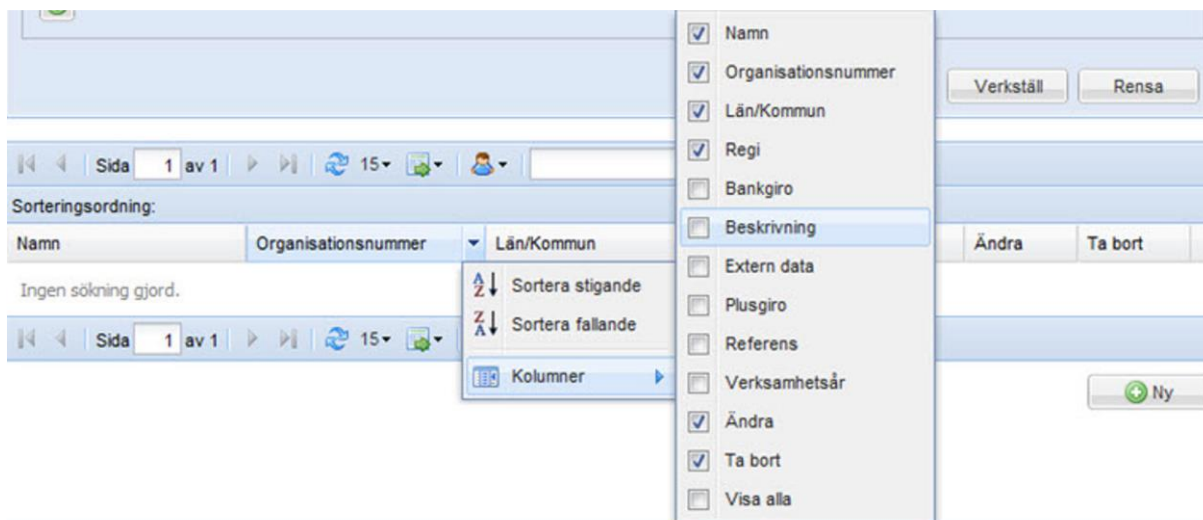 Namn
Organisationsnummer
Län/Kommun
Regi
Bankgiro
Beskrivning
Extern data
Plusgiro
Referens
Verksamhetsår
Ändra
Ta bort
Visa alla
Verkställ Rensa
Sida 1 av 1 15
Sorteringsordning:
Namn Organisationsnummer Län/Kommun Ändra Ta bort
Ingen sökning gjord.
Sortera stigande
Sortera fallande
Kolumner
Sida 1 av 1 15
Ny